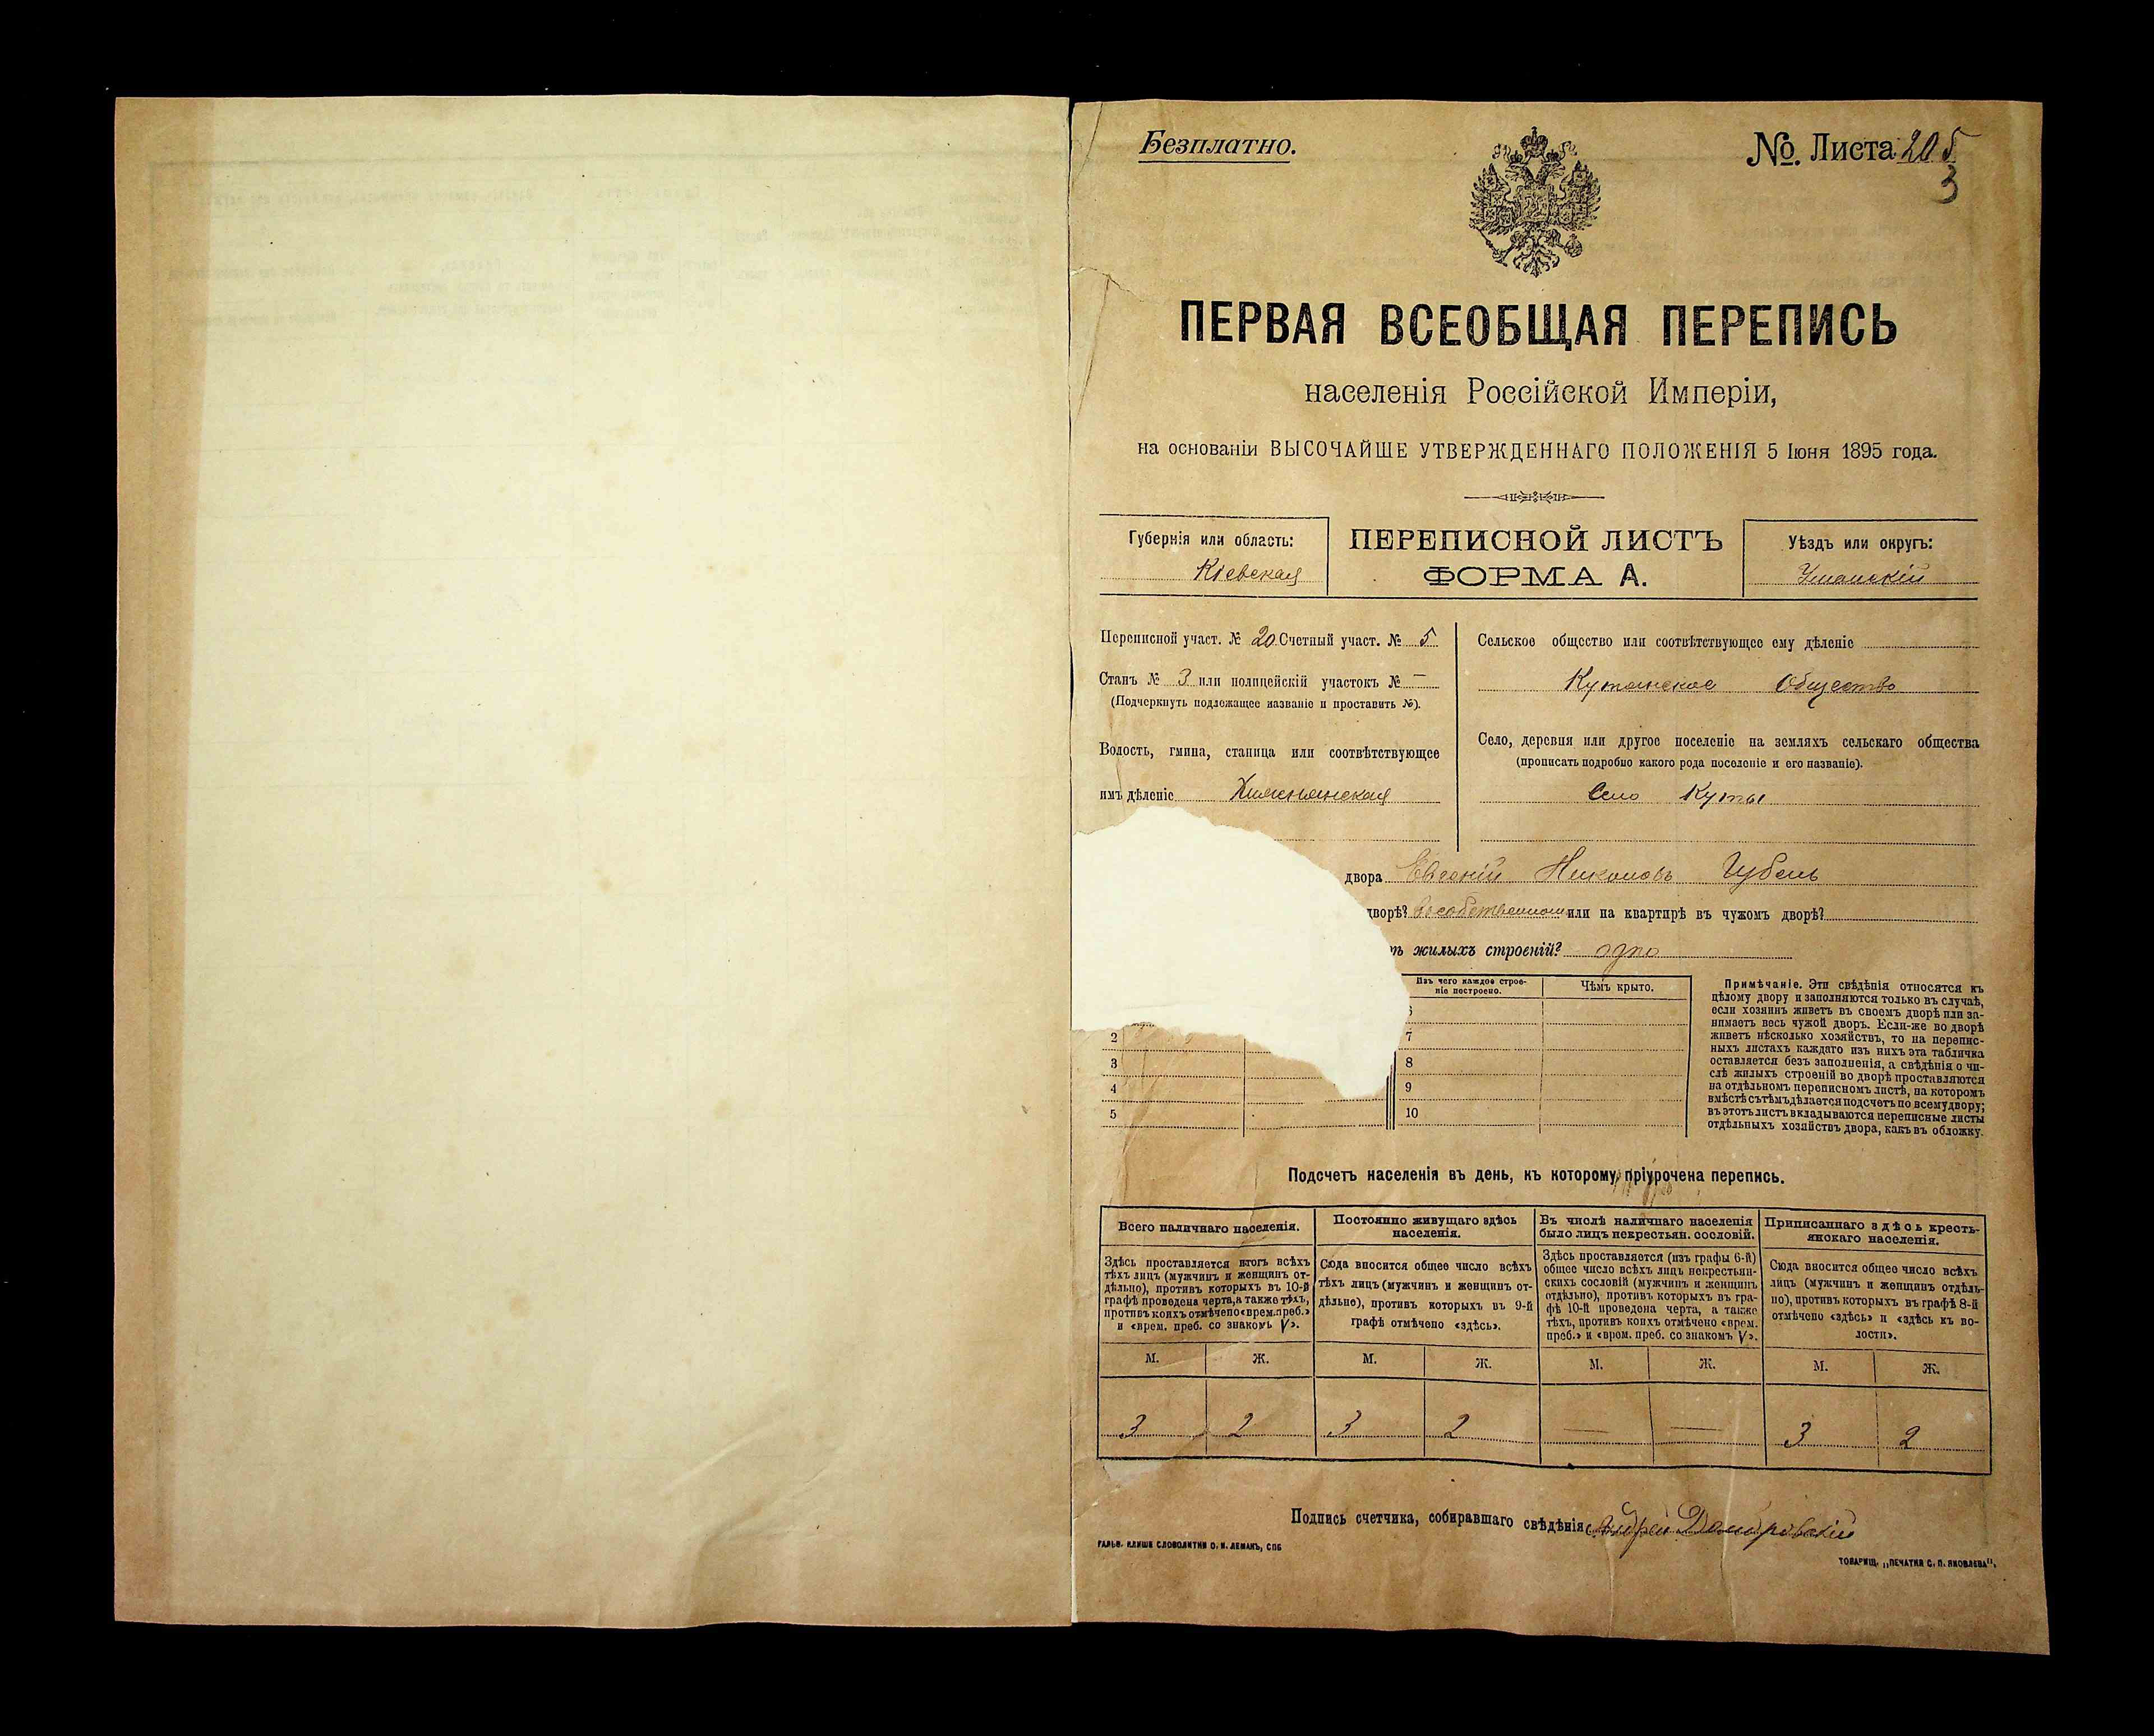 Безплатно.
№. Листа 205
3
ПЕРВАЯ ВСЕОБЩАЯ ПЕРЕПИСЬ
населенія Россійской Имперіи,
на основаніи ВЫСОЧАЙШЕ УТВЕРЖДЕННАГО ПОЛОЖЕНІЯ 5 Іюня 1895 года.
Губернія или область:
Кіевская
ПЕРЕПИСНОЙ ЛИСТЪ
ФОРМА А.
Уѣздъ или округъ:
Уманскій
Переписной участ. № 20 Счетный участ. № 5
Станъ № 3 или полицейскій участокъ № —
(Подчеркнуть подлежащее названіе и проставить №).
Волость, гмина, станица или соотвѣтствующее
имъ дѣленіе
Сельское общество или соотвѣтствующее ему дѣленіе
Кутянское Общество
Село, деревня или другое поселеніе на земляхъ сельскаго общества
(прописать подробно какого рода поселеніе и его названіе).
Село Куты
двора Евсеній Никоновъ Губень
дворѣ? Въ собственномъ или на квартирѣ въ чужомъ дворѣ?
ть жилыхъ строеній? одно
Изъ чего каждое строе-
ніе построено.
Чѣмъ крыто.
6
2
7
3
8
4
9
5
10
Примѣчаніе. Эти свѣдѣнія относятся къ
цѣлому двору и заполняются только въ случаѣ,
если хозяинъ живетъ въ своемъ дворѣ или за-
нимаетъ весь чужой дворъ. Если-же во дворѣ
живетъ нѣсколько хозяйствъ, то на перепис-
ныхъ листахъ каждаго изъ нихъ эта табличка
оставляется безъ заполненія, а свѣдѣнія о чи-
слѣ жилыхъ строеній во дворѣ проставляются
на отдѣльномъ переписномъ листѣ, на которомъ
вмѣстѣ съ тѣмъ дѣлается подсчетъ по всему двору;
въ этотъ листъ вкладываются переписные листы
отдѣльныхъ хозяйствъ двора, какъ въ обложку.
Подсчетъ населенія въ день, къ которому пріурочена перепись.
Всего наличнаго населенія.
Здѣсь проставляется итогъ всѣхъ
тѣхъ лицъ (мужчинъ и женщинъ от-
дѣльно), противъ которыхъ въ 10-й
графѣ проведена черта, а также тѣхъ,
противъ коихъ отмѣчено «врем. преб.»
и «врем. преб. со знакомъ V».
Постоянно живущаго здѣсь
населенія.
Сюда вносится общее число всѣхъ
тѣхъ лицъ (мужчинъ и женщинъ от-
дѣльно), противъ которыхъ въ 9-й
графѣ отмѣчено «здѣсь».
Въ числѣ наличнаго населенія
было лицъ некрестьян. сословій.
Здѣсь проставляется (изъ графы 6-й)
общее число всѣхъ лицъ некрестьян-
скихъ сословій (мужчинъ и женщинъ
отдѣльно), противъ которыхъ въ гра-
фѣ 10-й проведена черта, а также
тѣхъ, противъ коихъ отмѣчено «врем.
преб.» и «врем. преб. со знакомъ V».
Приписаннаго здѣсь кресть-
янскаго населенія.
Сюда вносится общее число всѣхъ
лицъ (мужчинъ и женщинъ отдѣль-
но), противъ которыхъ въ графѣ 8-й
отмѣчено «здѣсь» и «здѣсь къ во-
лости».
М. Ж. М. Ж. М. Ж. М. Ж.
3 2 3 2 — — 3 2
Подпись счетчика, собиравшаго свѣдѣнія Андрей Домбровскій
ГАЛЬВ. КЛИШЕ СЛОВОЛИТНИ О. И. ЛЕМАНЪ, СПБ
ТОВАРИЩ. „ПЕЧАТНЯ С. П. ЯКОВЛЕВА".